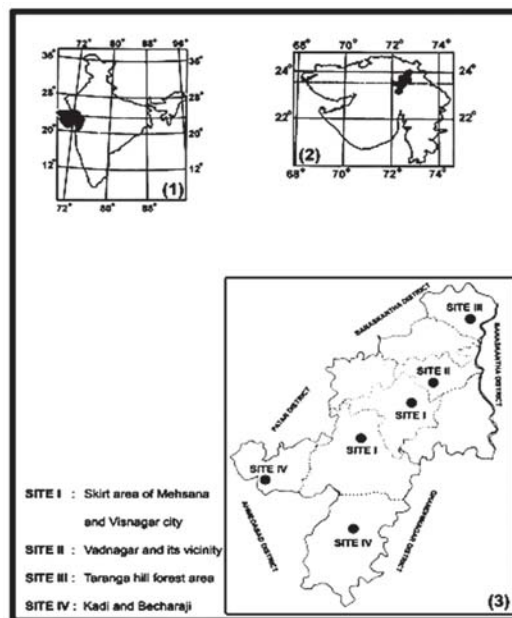 72° 80° 88° 96°
36° 36°
28° 28°
20° 20°
12° 12°
72° 80° 88°
(1)
68° 70° 72° 74°
24° 24°
22° 22°
(2)
68° 70° 72° 74°
BANASKANTHA DISTRICT
SITE III
BANASKANTHA DISTRICT
SITE II
PATAN DISTRICT
SITE I
SITE I
SITE IV
SITE IV
AHMEDABAD DISTRICT
GANDHINAGAR DISTRICT
(3)
SITE I : Skirt area of Mehsana
and Visnagar city
SITE II : Vadnagar and its vicinity
SITE III : Taranga hill forest area
SITE IV : Kadi and Becharaji